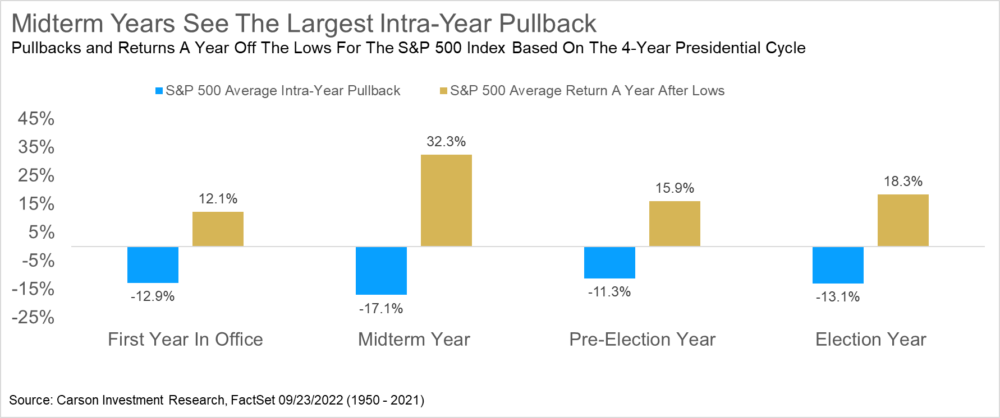 Midterm Years See The Largest Intra-Year Pullback
Pullbacks and Returns A Year Off The Lows For The S&P 500 Index Based On The 4-Year Presidential Cycle
S&P 500 Average Intra-Year Pullback
S&P 500 Average Return A Year After Lows
45%
35%
25%
15%
5%
-5%
-15%
-25%
12.1%
32.3%
15.9%
18.3%
-12.9%
-17.1%
-11.3%
-13.1%
First Year In Office
Midterm Year
Pre-Election Year
Election Year
Source: Carson Investment Research, FactSet 09/23/2022 (1950 - 2021)